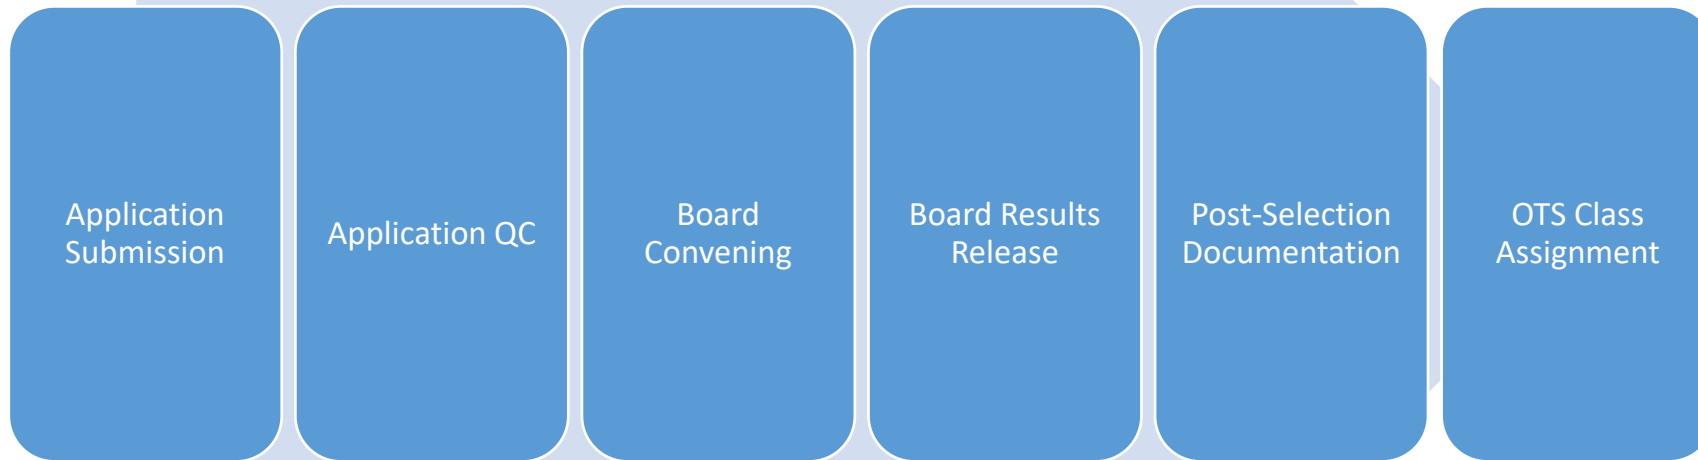 Application
Submission
Application QC
Board
Convening
Board Results
Release
Post-Selection
Documentation
OTS Class
Assignment